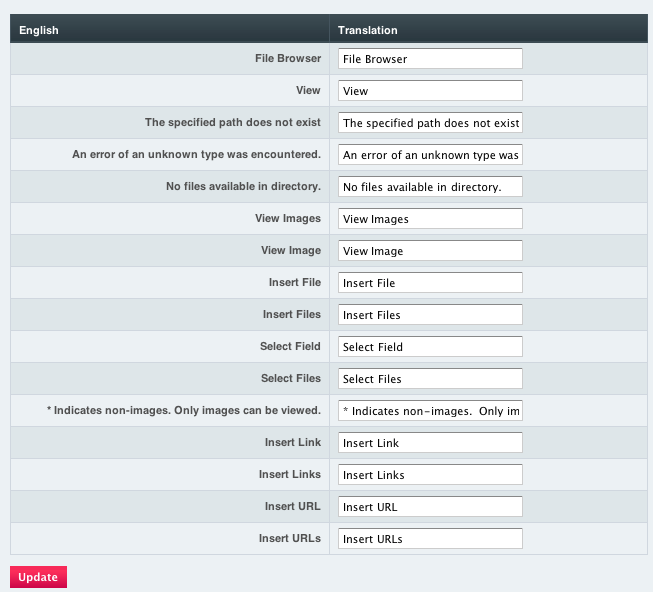 English Translation
File Browser File Browser
View View
The specified path does not exist The specified path does not exist
An error of an unknown type was encountered. An error of an unknown type was
No files available in directory. No files available in directory.
View Images View Images
View Image View Image
Insert File Insert File
Insert Files Insert Files
Select Field Select Field
Select Files Select Files
* Indicates non-images. Only images can be viewed. * Indicates non-images.  Only im
Insert Link Insert Link
Insert Links Insert Links
Insert URL Insert URL
Insert URLs Insert URLs
Update